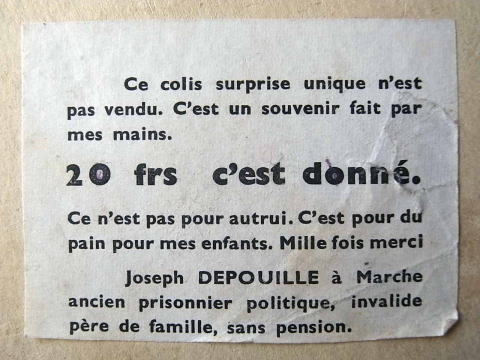 Ce colis surprise unique n'est
pas vendu. C'est un souvenir fait par
mes mains.
20 frs c'est donné.
Ce n'est pas pour autrui. C'est pour du
pain pour mes enfants. Mille fois merci
Joseph DEPOUILLE à Marche
ancien prisonnier politique, invalide
père de famille, sans pension.